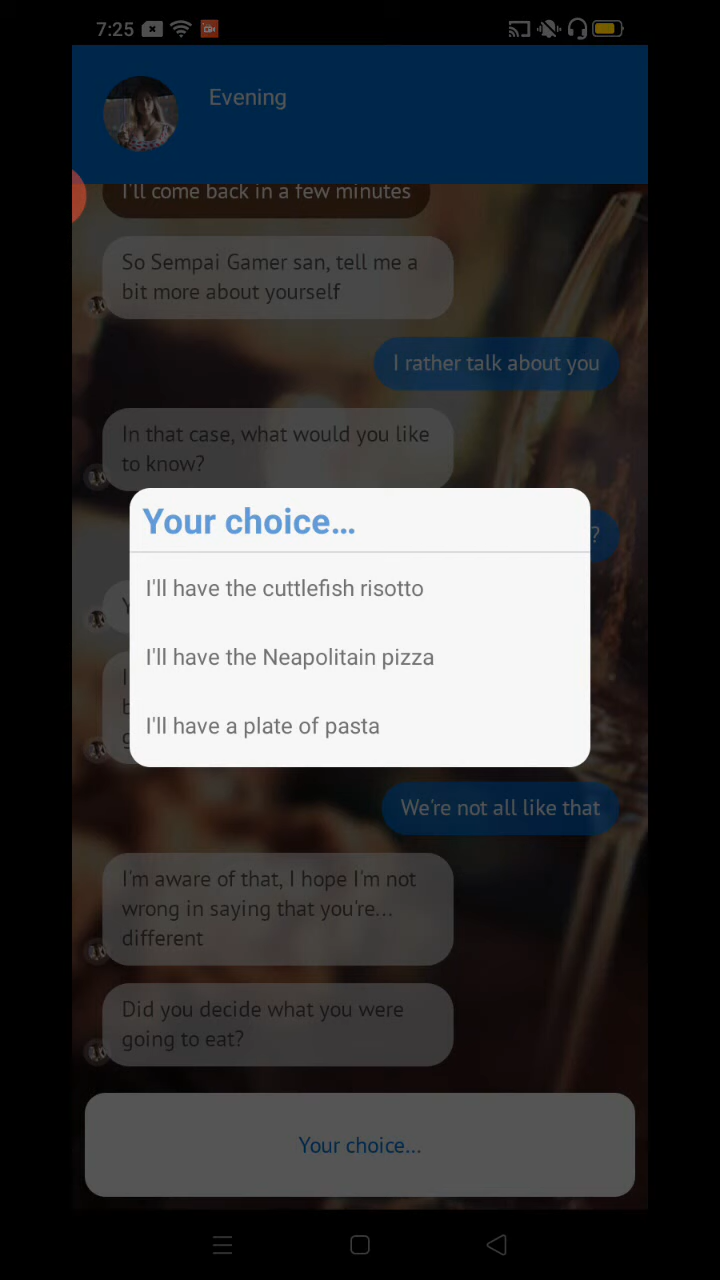 7:25
Evening
I'll come back in a few minutes
So Sempai Gamer san, tell me a
bit more about yourself
I rather talk about you
In that case, what would you like
to know?
?
Your choice...
I'll have the cuttlefish risotto
I'll have the Neapolitain pizza
I'll have a plate of pasta
We're not all like that
I'm aware of that, I hope I'm not
wrong in saying that you're...
different
Did you decide what you were
going to eat?
Your choice...